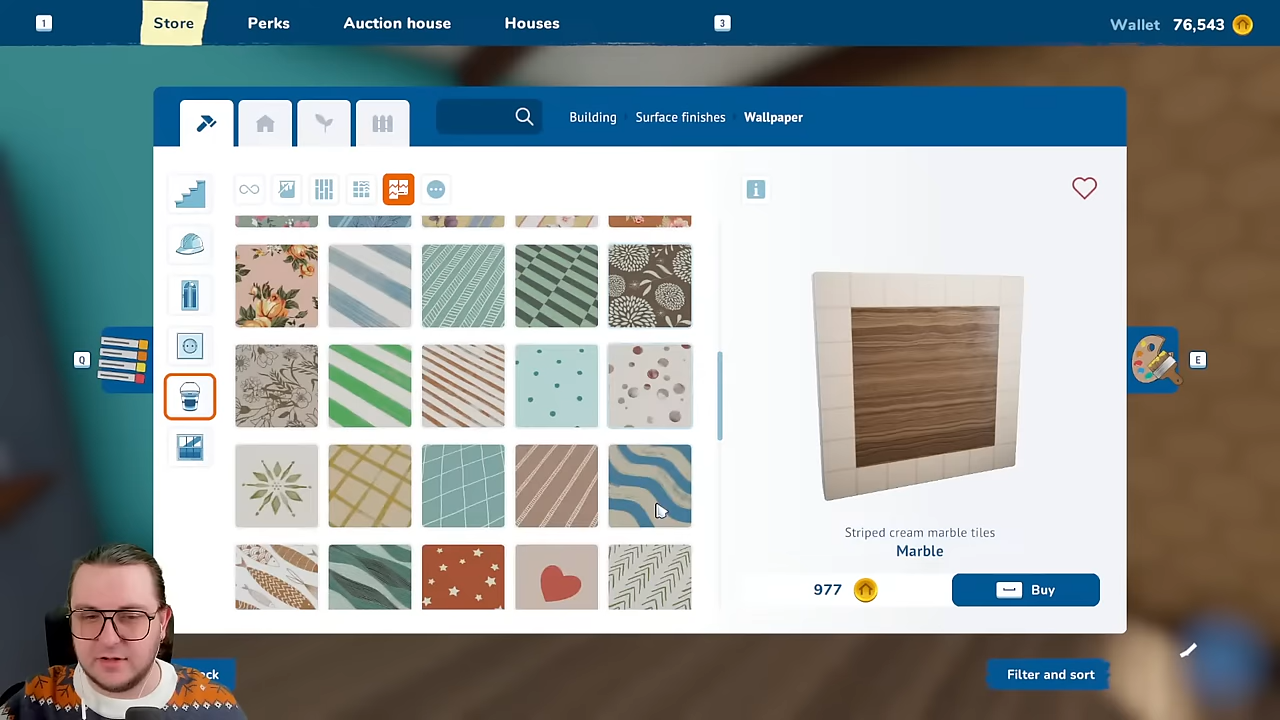 1
Store
Perks
Auction house
Houses
3
Wallet 76,543
Building
Surface finishes
Wallpaper
i
Q
E
Striped cream marble tiles
Marble
977
Buy
Filter and sort